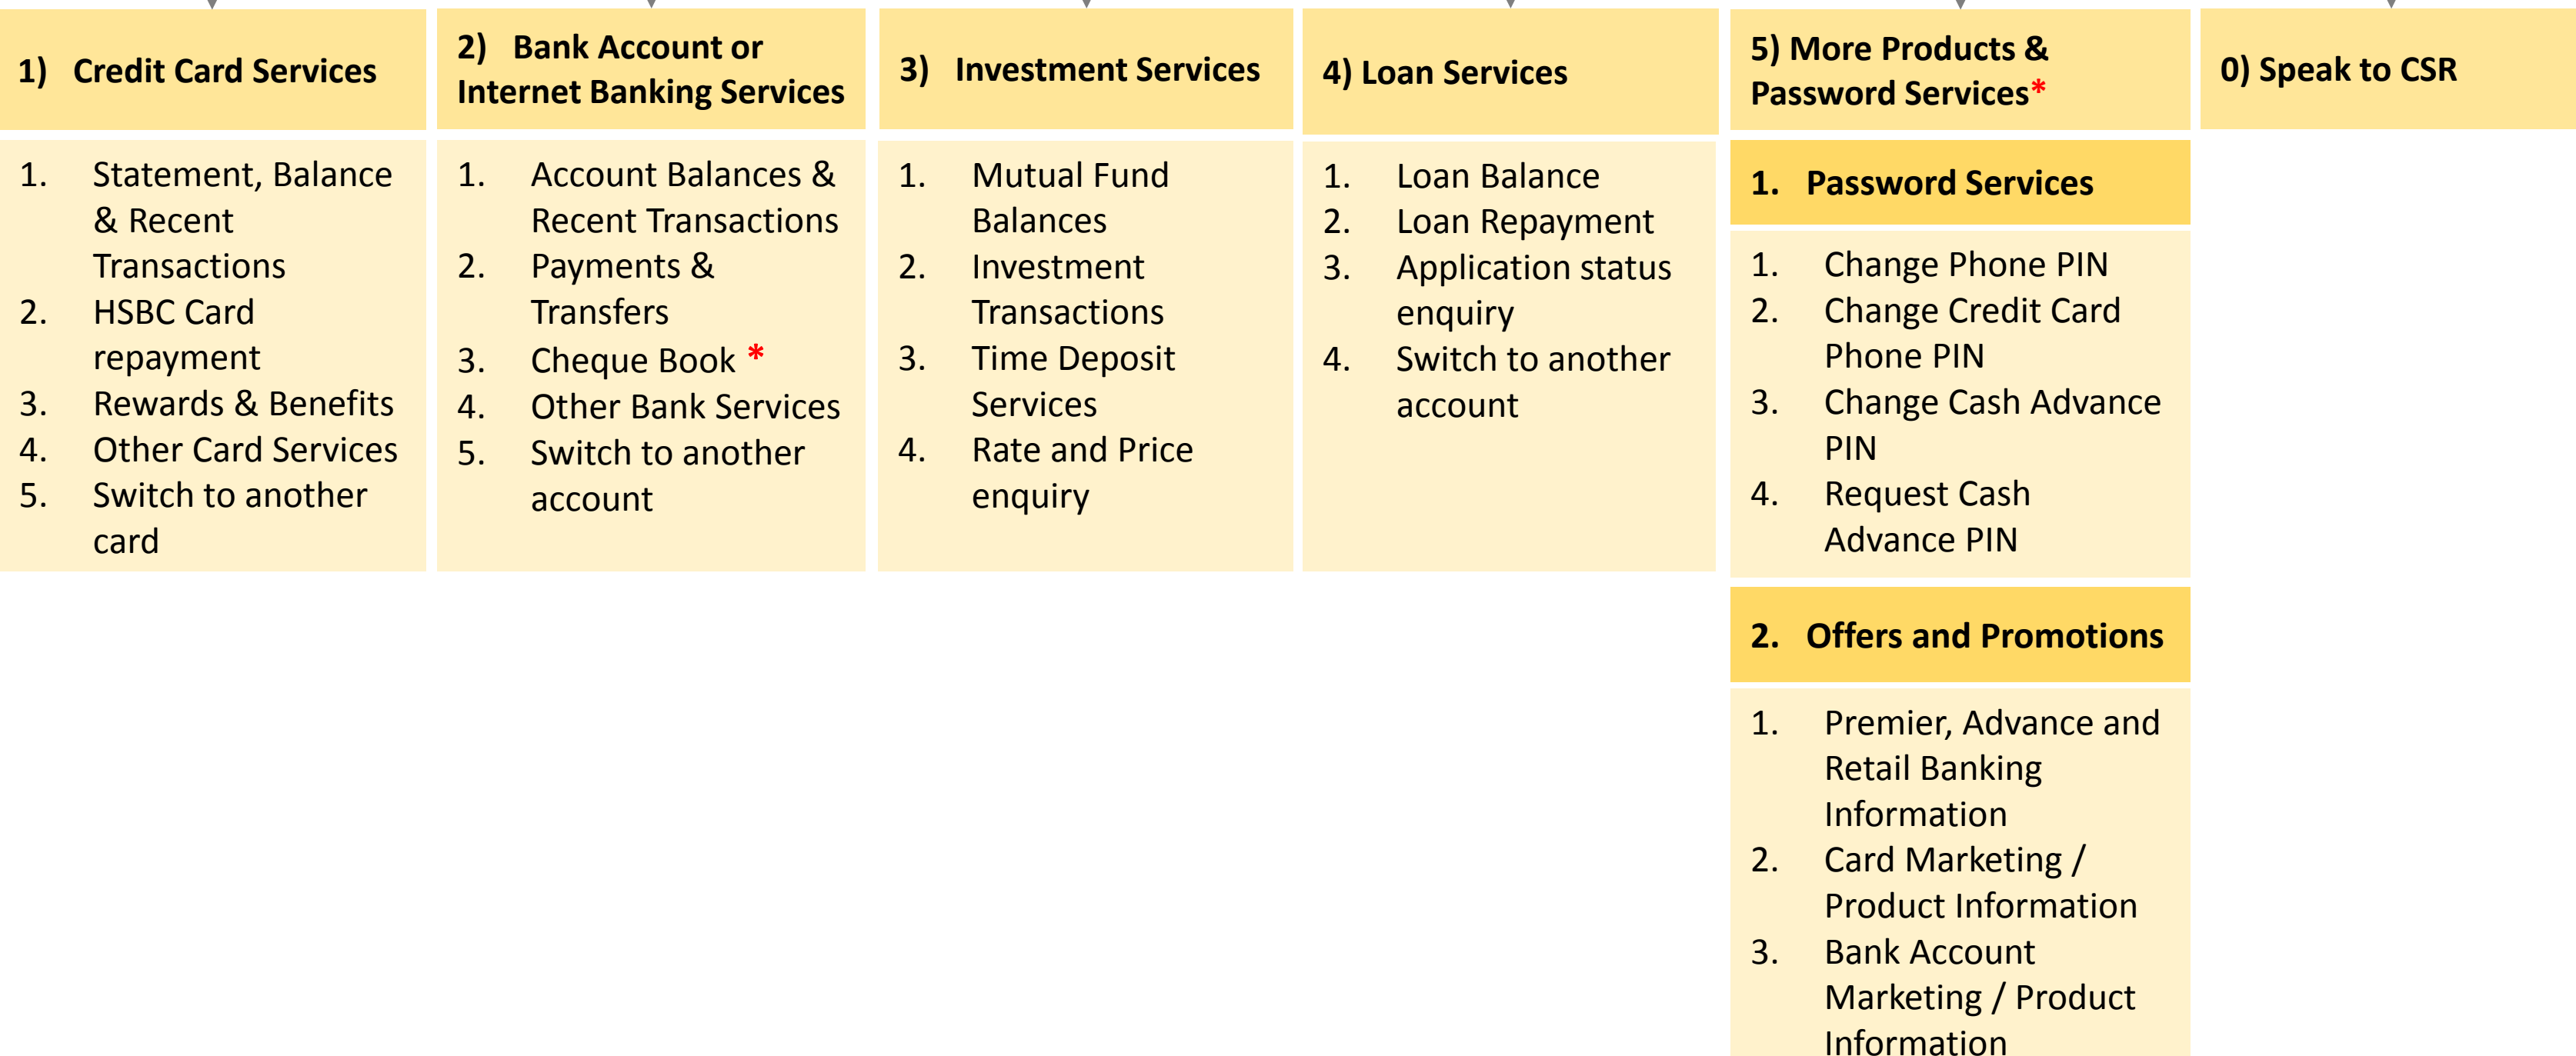 1) Credit Card Services
1. Statement, Balance
& Recent
Transactions
2. HSBC Card
repayment
3. Rewards & Benefits
4. Other Card Services
5. Switch to another
card
2) Bank Account or
Internet Banking Services
1. Account Balances &
Recent Transactions
2. Payments &
Transfers
3. Cheque Book *
4. Other Bank Services
5. Switch to another
account
3) Investment Services
1. Mutual Fund
Balances
2. Investment
Transactions
3. Time Deposit
Services
4. Rate and Price
enquiry
4) Loan Services
1. Loan Balance
2. Loan Repayment
3. Application status
enquiry
4. Switch to another
account
5) More Products &
Password Services*
1. Password Services
1. Change Phone PIN
2. Change Credit Card
Phone PIN
3. Change Cash Advance
PIN
4. Request Cash
Advance PIN
2. Offers and Promotions
1. Premier, Advance and
Retail Banking
Information
2. Card Marketing /
Product Information
3. Bank Account
Marketing / Product
Information
0) Speak to CSR